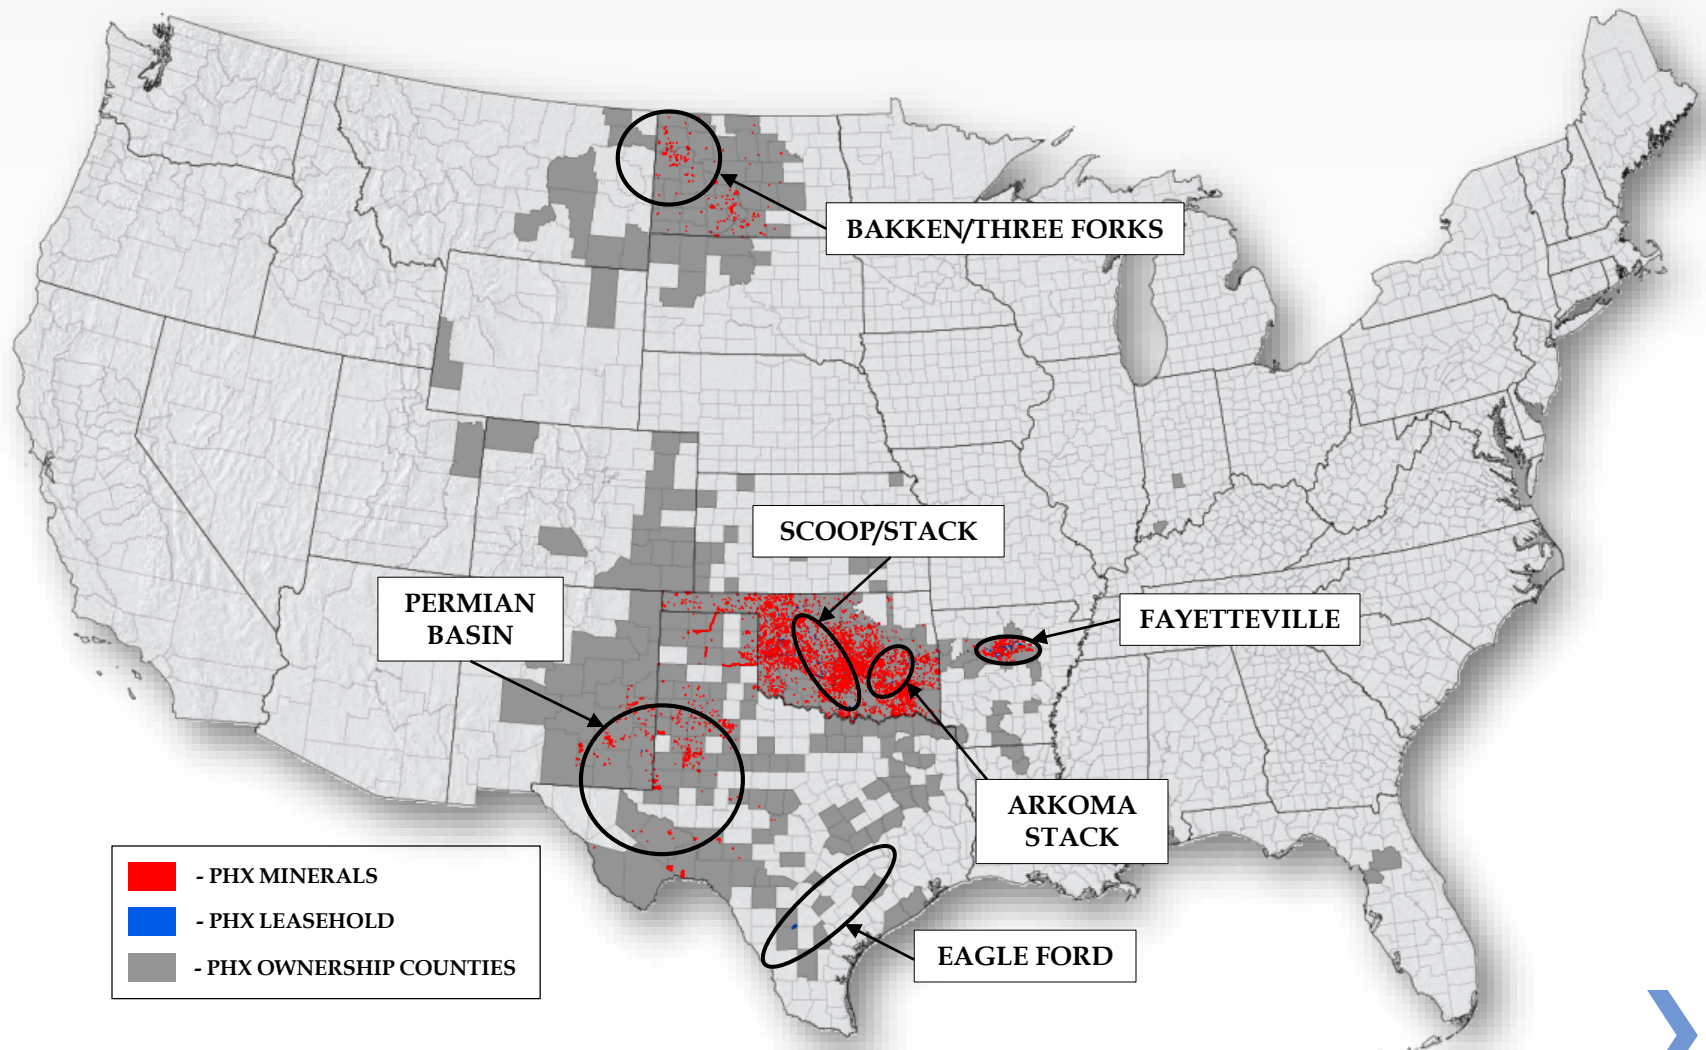 BAKKEN/THREE FORKS
SCOOP/STACK
PERMIAN
BASIN
FAYETTEVILLE
ARKOMA
STACK
EAGLE FORD
- PHX MINERALS
- PHX LEASEHOLD
- PHX OWNERSHIP COUNTIES